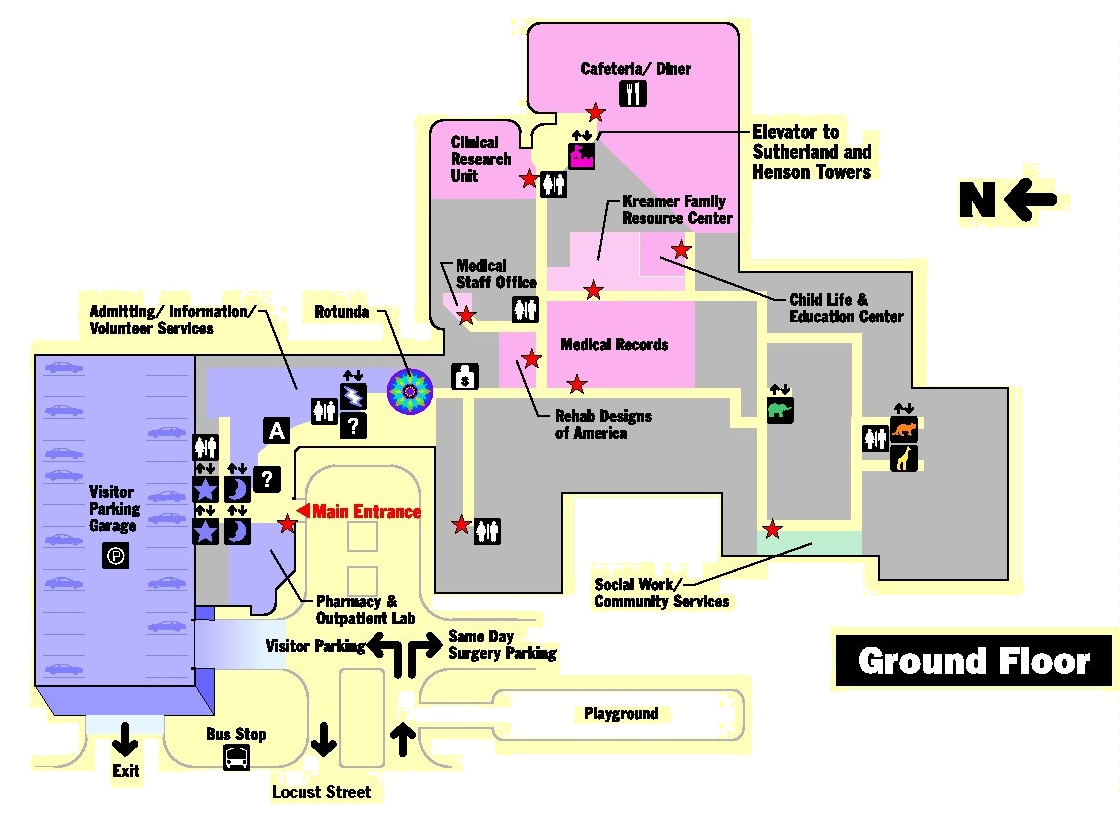 Cafeteria/ Diner
Clinical
Research
Unit
Elevator to
Sutherland and
Henson Towers
N
Kreamer Family
Resource Center
Medical
Staff Office
Child Life &
Education Center
Admitting/ Information/
Volunteer Services
Rotunda
Medical Records
$
Rehab Designs
of America
?
A
?
Visitor
Parking
Garage
P
Main Entrance
Social Work/
Community Services
Pharmacy &
Outpatient Lab
Visitor Parking
Same Day
Surgery Parking
Ground Floor
Playground
Bus Stop
Exit
Locust Street